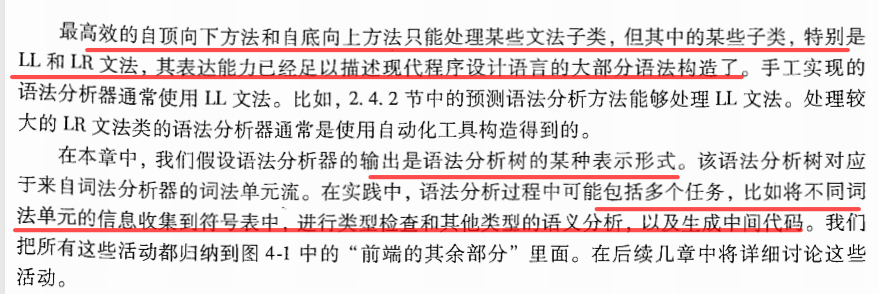 最高效的自顶向下方法和自底向上方法只能处理某些文法子类，但其中的某些子类，特别是
LL 和 LR 文法，其表达能力已经足以描述现代程序设计语言的大部分语法构造了。手工实现的
语法分析器通常使用 LL 文法。比如，2.4.2 节中的预测语法分析方法能够处理 LL 文法。处理较
大的 LR 文法类的语法分析器通常是使用自动化工具构造得到的。
在本章中，我们假设语法分析器的输出是语法分析树的某种表示形式。该语法分析树对应
于来自词法分析器的词法单元流。在实践中，语法分析过程中可能包括多个任务，比如将不同词
法单元的信息收集到符号表中，进行类型检查和其他类型的语义分析，以及生成中间代码。我们
把所有这些活动都归纳到图 4-1 中的“前端的其余部分”里面。在后续几章中将详细讨论这些
活动。